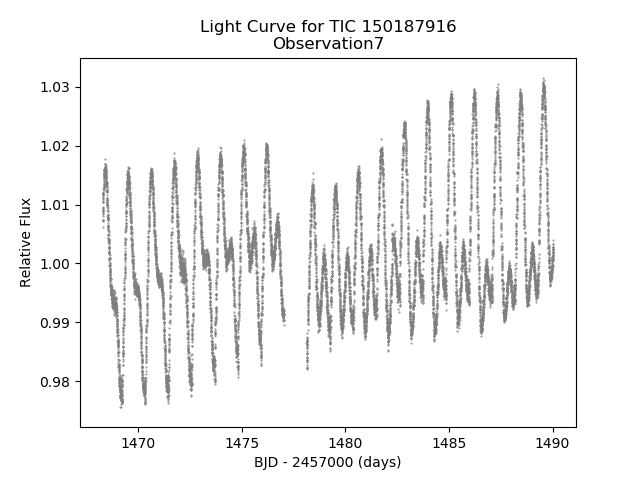 Light Curve for TIC 150187916
Observation7
Relative Flux
1.03
1.02
1.01
1.00
0.99
0.98
1470
1475
1480
1485
1490
BJD - 2457000 (days)